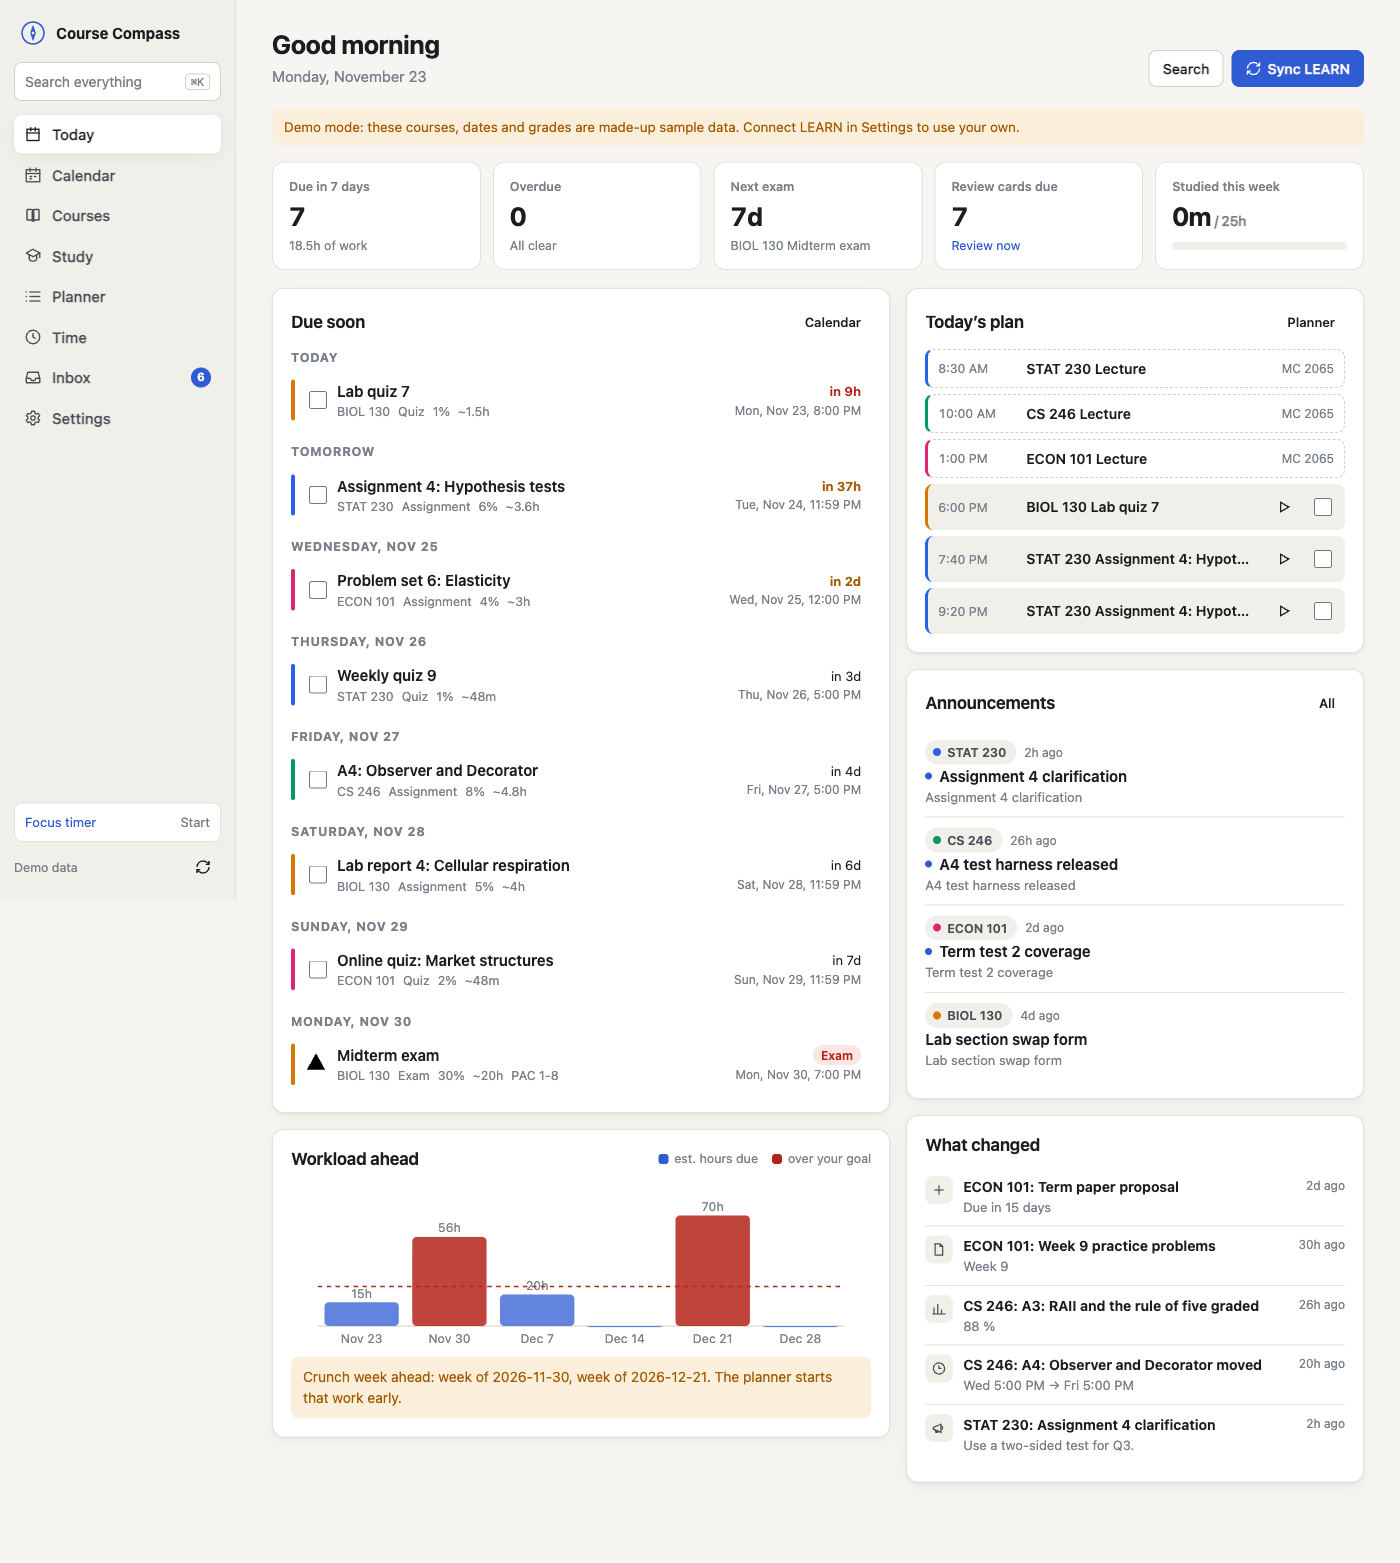 Course Compass
Search everything ⌘K
Today
Calendar
Courses
Study
Planner
Time
Inbox 6
Settings
Focus timer Start
Demo data
Good morning
Monday, November 23
Search
Sync LEARN
Demo mode: these courses, dates and grades are made-up sample data. Connect LEARN in Settings to use your own.
Due in 7 days
7
18.5h of work
Overdue
0
All clear
Next exam
7d
BIOL 130 Midterm exam
Review cards due
7
Review now
Studied this week
0m / 25h
Due soon Calendar
TODAY
Lab quiz 7 in 9h
BIOL 130 Quiz 1% ~1.5h Mon, Nov 23, 8:00 PM
TOMORROW
Assignment 4: Hypothesis tests in 37h
STAT 230 Assignment 6% ~3.6h Tue, Nov 24, 11:59 PM
WEDNESDAY, NOV 25
Problem set 6: Elasticity in 2d
ECON 101 Assignment 4% ~3h Wed, Nov 25, 12:00 PM
THURSDAY, NOV 26
Weekly quiz 9 in 3d
STAT 230 Quiz 1% ~48m Thu, Nov 26, 5:00 PM
FRIDAY, NOV 27
A4: Observer and Decorator in 4d
CS 246 Assignment 8% ~4.8h Fri, Nov 27, 5:00 PM
SATURDAY, NOV 28
Lab report 4: Cellular respiration in 6d
BIOL 130 Assignment 5% ~4h Sat, Nov 28, 11:59 PM
SUNDAY, NOV 29
Online quiz: Market structures in 7d
ECON 101 Quiz 2% ~48m Sun, Nov 29, 11:59 PM
MONDAY, NOV 30
Midterm exam Exam
BIOL 130 Exam 30% ~20h PAC 1-8 Mon, Nov 30, 7:00 PM
Workload ahead est. hours due over your goal
70h
56h
20h
15h
Nov 23 Nov 30 Dec 7 Dec 14 Dec 21 Dec 28
Crunch week ahead: week of 2026-11-30, week of 2026-12-21. The planner starts
that work early.
Today's plan Planner
8:30 AM STAT 230 Lecture MC 2065
10:00 AM CS 246 Lecture MC 2065
1:00 PM ECON 101 Lecture MC 2065
6:00 PM BIOL 130 Lab quiz 7
7:40 PM STAT 230 Assignment 4: Hypot...
9:20 PM STAT 230 Assignment 4: Hypot...
Announcements All
STAT 230 2h ago
Assignment 4 clarification
Assignment 4 clarification
CS 246 26h ago
A4 test harness released
A4 test harness released
ECON 101 2d ago
Term test 2 coverage
Term test 2 coverage
BIOL 130 4d ago
Lab section swap form
Lab section swap form
What changed
ECON 101: Term paper proposal 2d ago
Due in 15 days
ECON 101: Week 9 practice problems 30h ago
Week 9
CS 246: A3: RAII and the rule of five graded 26h ago
88 %
CS 246: A4: Observer and Decorator moved 20h ago
Wed 5:00 PM → Fri 5:00 PM
STAT 230: Assignment 4 clarification 2h ago
Use a two-sided test for Q3.